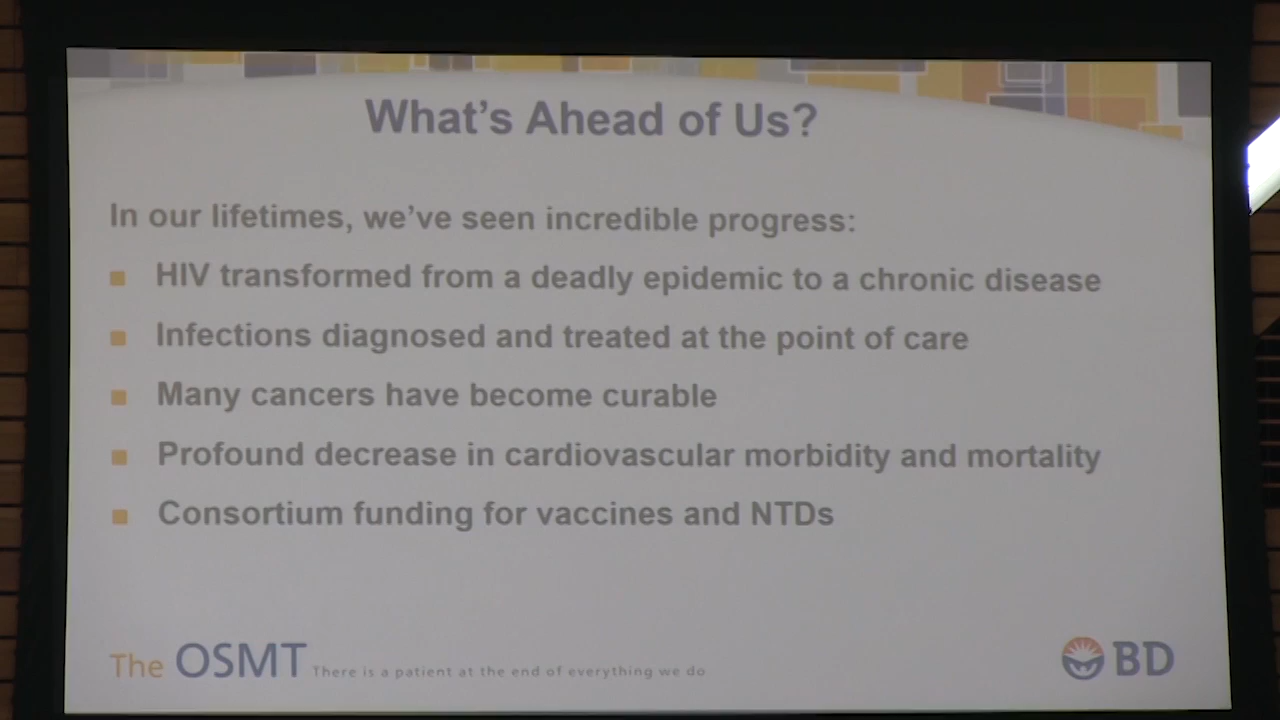 What's Ahead of Us?
In our lifetimes, we've seen incredible progress:
HIV transformed from a deadly epidemic to a chronic disease
Infections diagnosed and treated at the point of care
Many cancers have become curable
Profound decrease in cardiovascular morbidity and mortality
Consortium funding for vaccines and NTDs
The OSMT There is a patient at the end of everything we do
BD